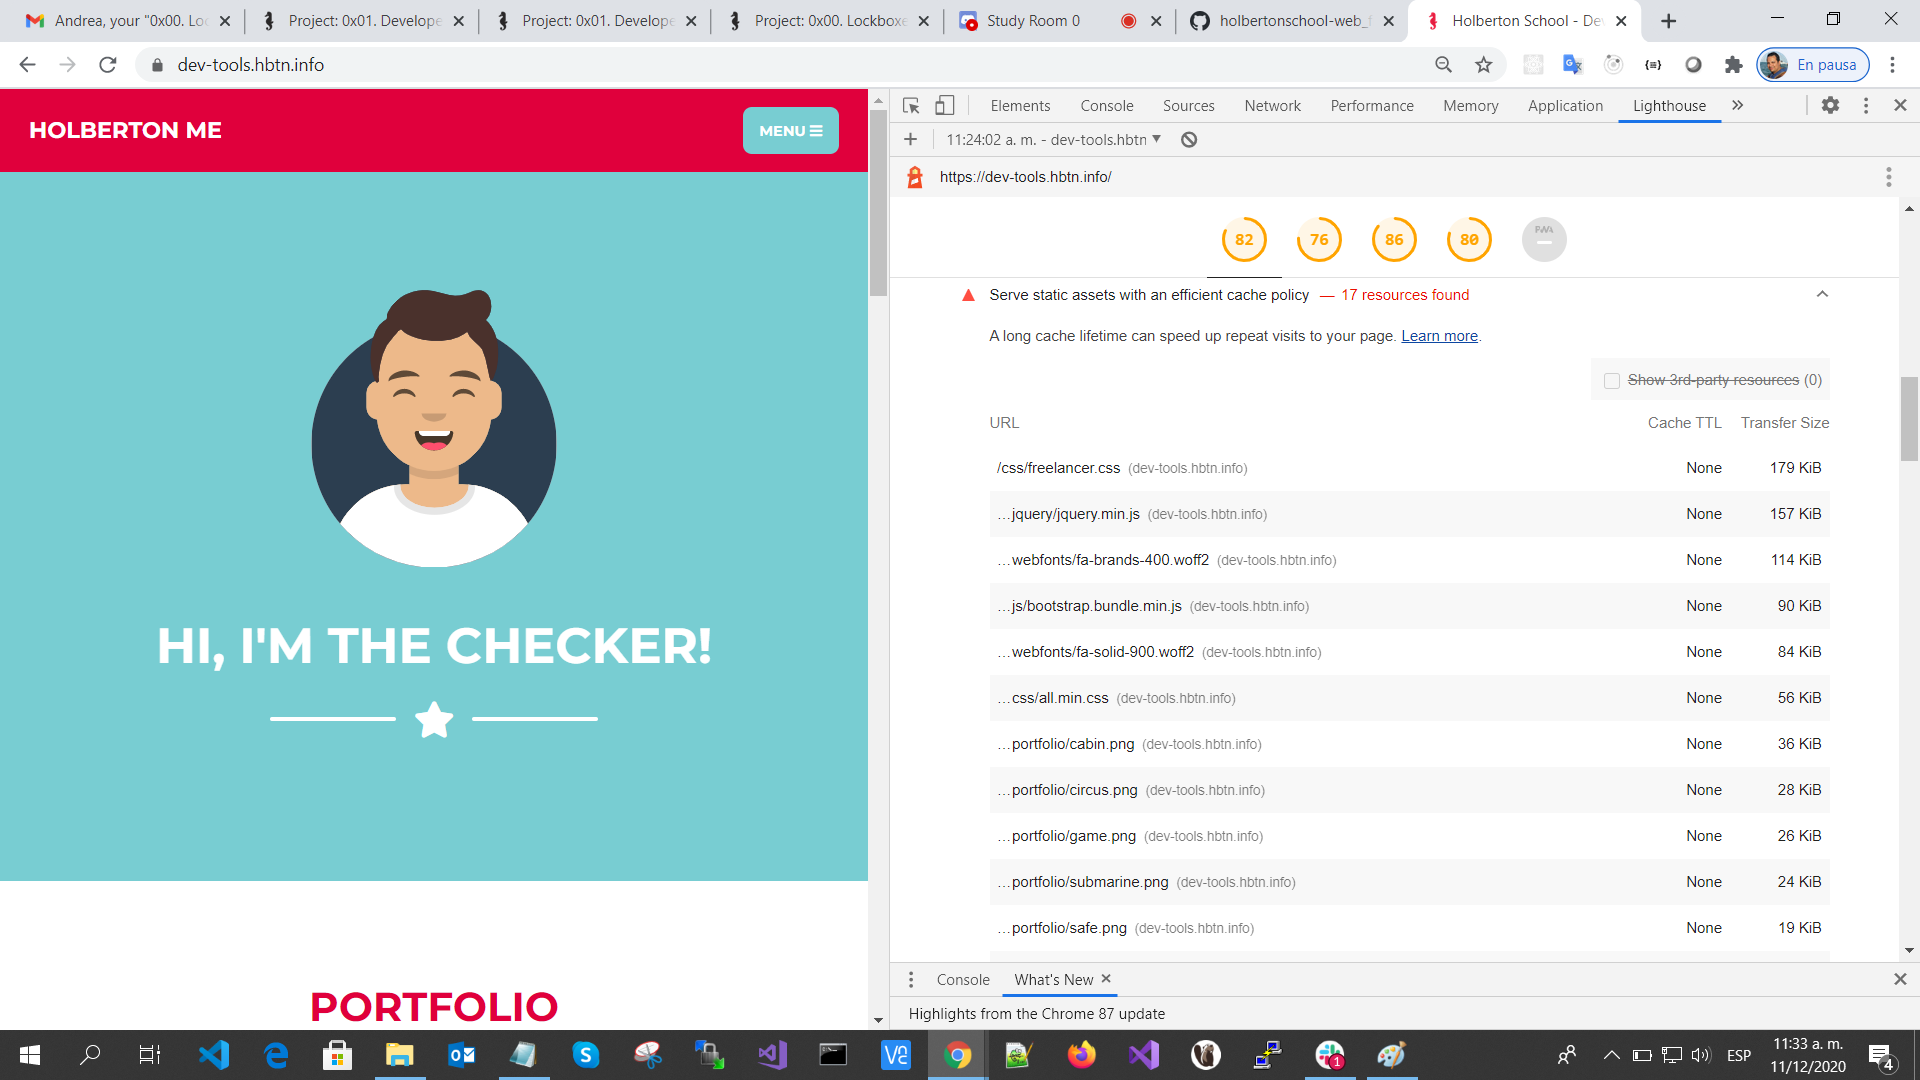 Andrea, your "0x00. Loc
Project: 0x01. Develope
Project: 0x01. Develope
Project: 0x00. Lockboxe
Study Room 0
holbertonschool-web_f
Holberton School - Dev
dev-tools.hbtn.info
En pausa
HOLBERTON ME
MENU
HI, I'M THE CHECKER!
PORTFOLIO
Elements
Console
Sources
Network
Performance
Memory
Application
Lighthouse
11:24:02 a. m. - dev-tools.hbtn
https://dev-tools.hbtn.info/
82
76
86
80
PWA
Serve static assets with an efficient cache policy — 17 resources found
A long cache lifetime can speed up repeat visits to your page. Learn more.
Show 3rd-party resources (0)
URL Cache TTL Transfer Size
/css/freelancer.css (dev-tools.hbtn.info) None 179 KiB
…jquery/jquery.min.js (dev-tools.hbtn.info) None 157 KiB
…webfonts/fa-brands-400.woff2 (dev-tools.hbtn.info) None 114 KiB
…js/bootstrap.bundle.min.js (dev-tools.hbtn.info) None 90 KiB
…webfonts/fa-solid-900.woff2 (dev-tools.hbtn.info) None 84 KiB
…css/all.min.css (dev-tools.hbtn.info) None 56 KiB
…portfolio/cabin.png (dev-tools.hbtn.info) None 36 KiB
…portfolio/circus.png (dev-tools.hbtn.info) None 28 KiB
…portfolio/game.png (dev-tools.hbtn.info) None 26 KiB
…portfolio/submarine.png (dev-tools.hbtn.info) None 24 KiB
…portfolio/safe.png (dev-tools.hbtn.info) None 19 KiB
Console
What's New
Highlights from the Chrome 87 update
1
ESP
11:33 a. m.
11/12/2020
4